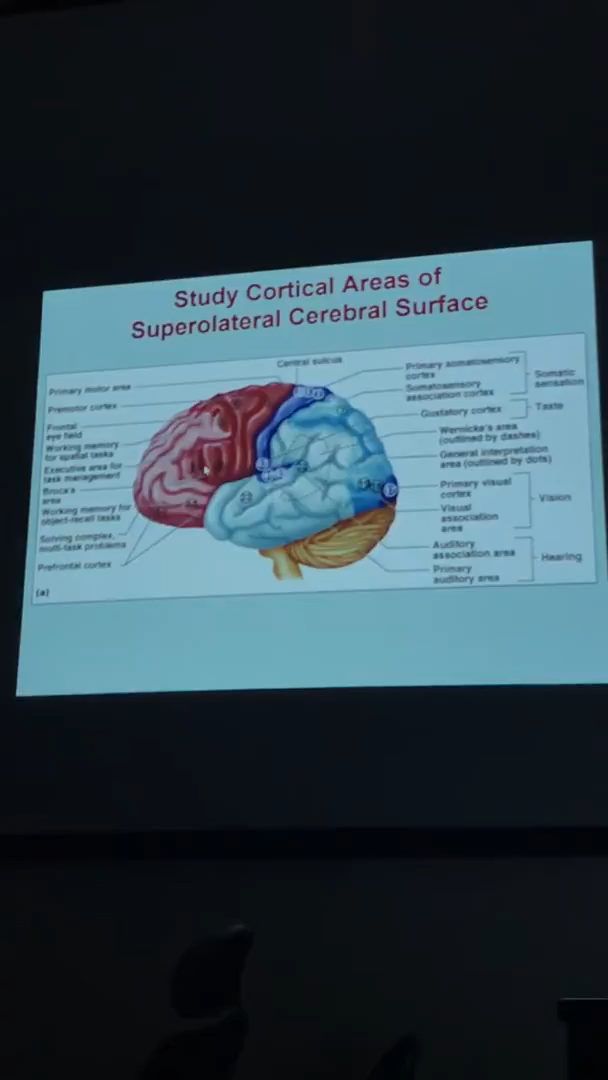 Study Cortical Areas of
Superolateral Cerebral Surface
Central sulcus
Primary motor area
Premotor cortex
Frontal
eye field
Working memory
for spatial tasks
Executive area for
task management
Broca's
area
Working memory for
object-recall tasks
Solving complex,
multi-task problems
Prefrontal cortex
(a)
Primary somatosensory
cortex
Somatosensory
association cortex
Somatic
sensation
Gustatory cortex
Taste
Wernicke's area
(outlined by dashes)
General interpretation
area (outlined by dots)
Primary visual
cortex
Visual
association
area
Vision
Auditory
association area
Primary
auditory area
Hearing